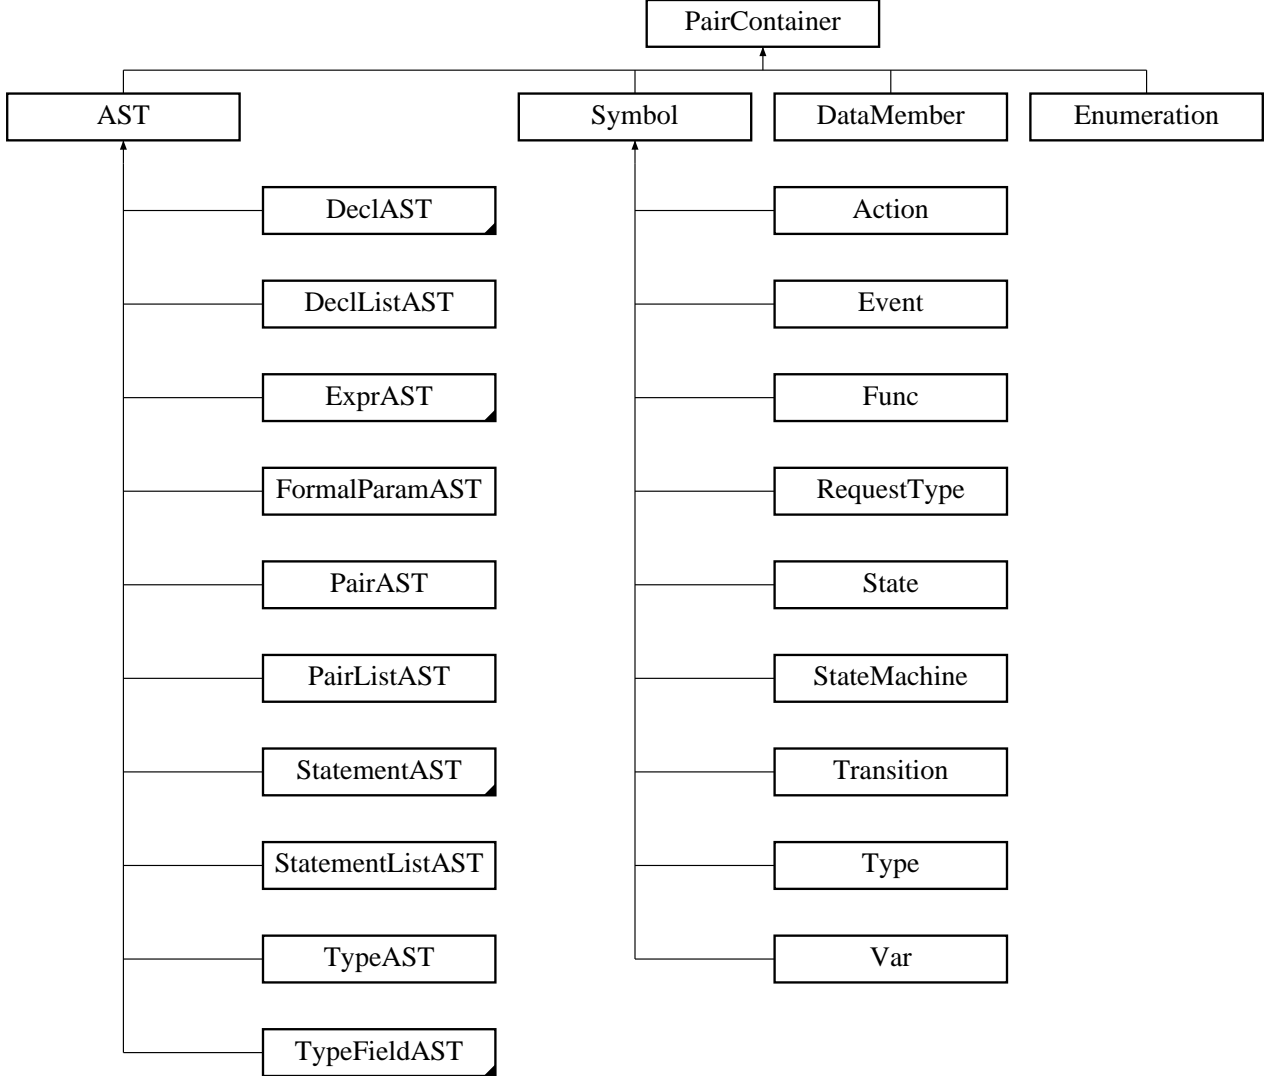 PairContainer
AST
Symbol
DataMember
Enumeration
DeclAST
Action
DeclListAST
Event
ExprAST
Func
FormalParamAST
RequestType
PairAST
State
PairListAST
StateMachine
StatementAST
Transition
StatementListAST
Type
TypeAST
Var
TypeFieldAST